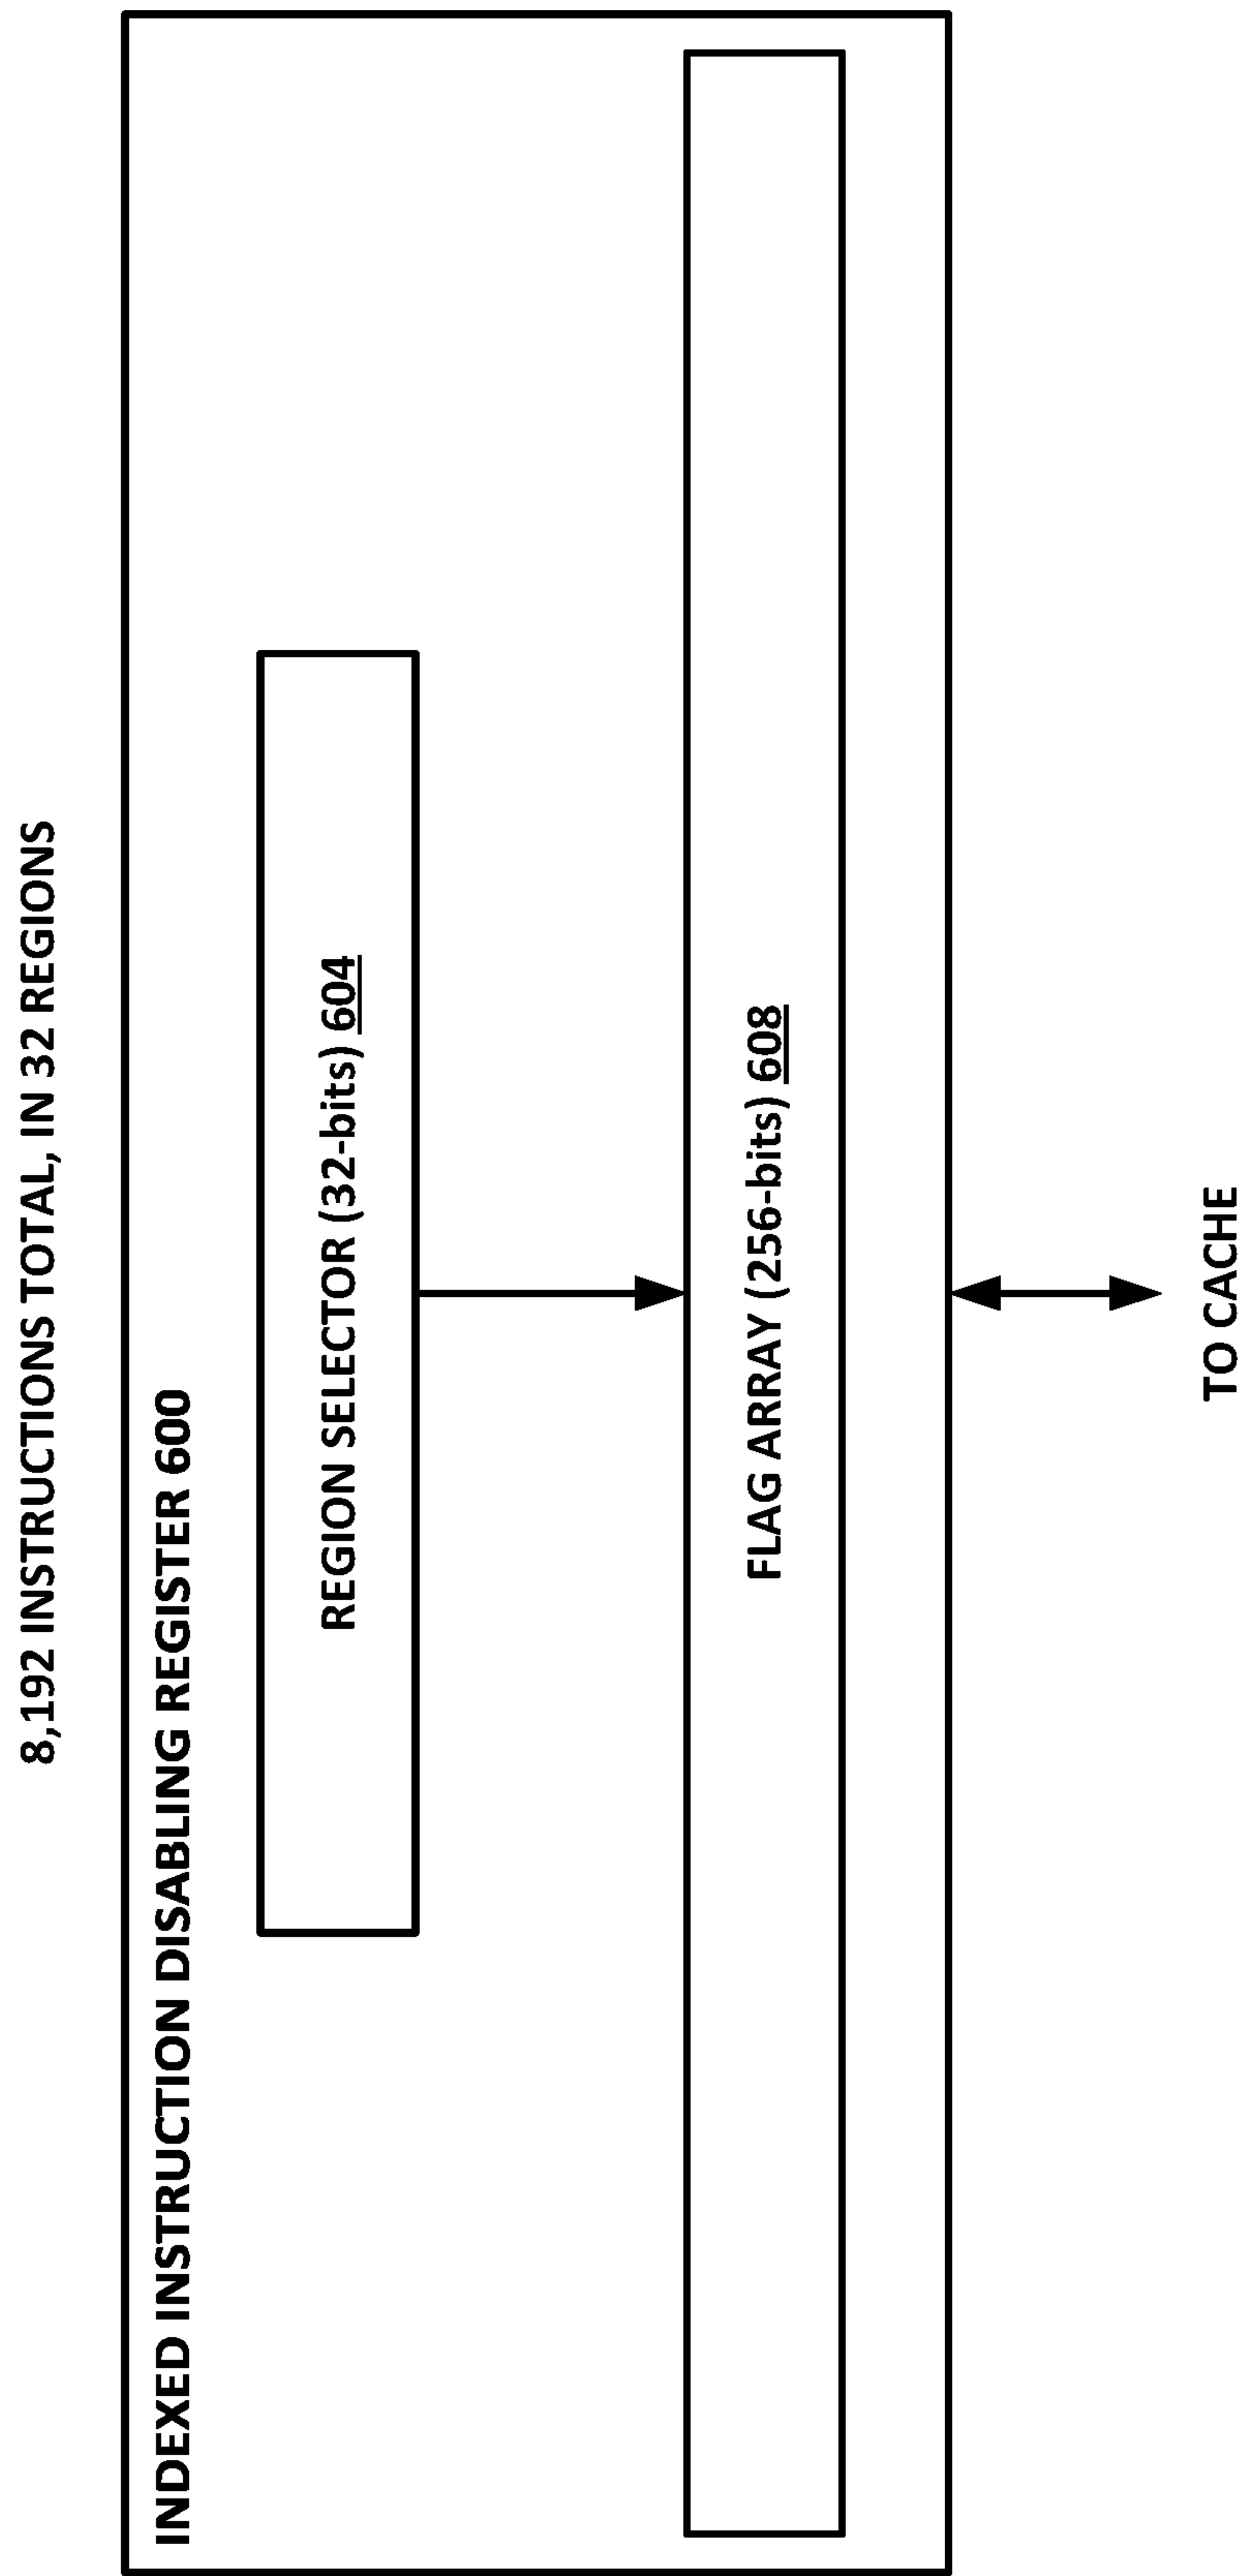 8,192 INSTRUCTIONS TOTAL, IN 32 REGIONS
INDEXED INSTRUCTION DISABLING REGISTER 600
REGION SELECTOR (32-bits) 604
FLAG ARRAY (256-bits) 608
TO CACHE